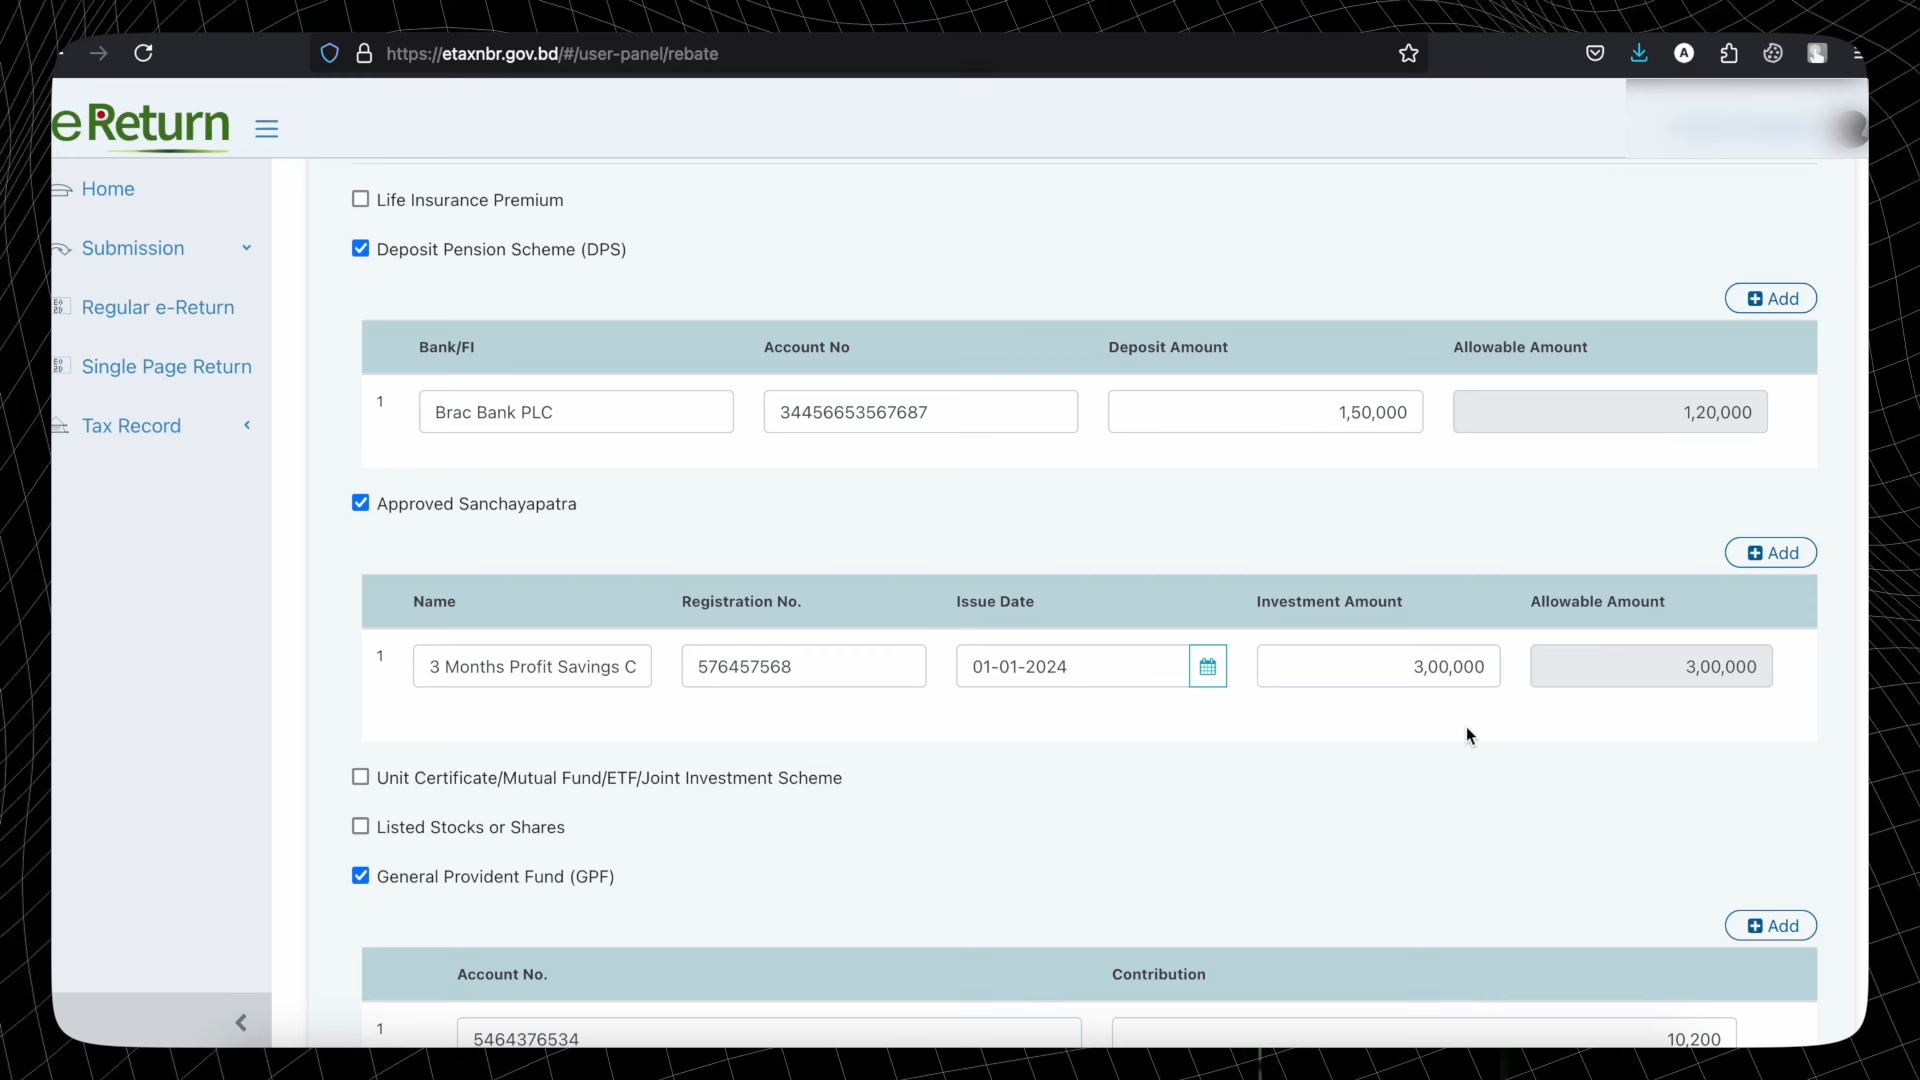 https://etaxnbr.gov.bd/#/user-panel/rebate
A
e Return
Home
Submission
Regular e-Return
Single Page Return
Tax Record
Life Insurance Premium
Deposit Pension Scheme (DPS)
Add
Bank/FI Account No Deposit Amount Allowable Amount
1 Brac Bank PLC 34456653567687 1,50,000 1,20,000
Approved Sanchayapatra
Add
Name Registration No. Issue Date Investment Amount Allowable Amount
1 3 Months Profit Savings C 576457568 01-01-2024 3,00,000 3,00,000
Unit Certificate/Mutual Fund/ETF/Joint Investment Scheme
Listed Stocks or Shares
General Provident Fund (GPF)
Add
Account No. Contribution
1 5464376534 10,200